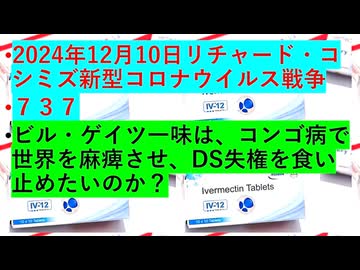 ・2024年12月10日リチャード・コ
シミズ新型コロナウイルス戦争
・７３７
・ビル・ゲイツ一味は、コンゴ病で
世界を麻痺させ、DS失権を食い
止めたいのか？
Ivermectin Tablets
IV-12
IV-12
IV-12